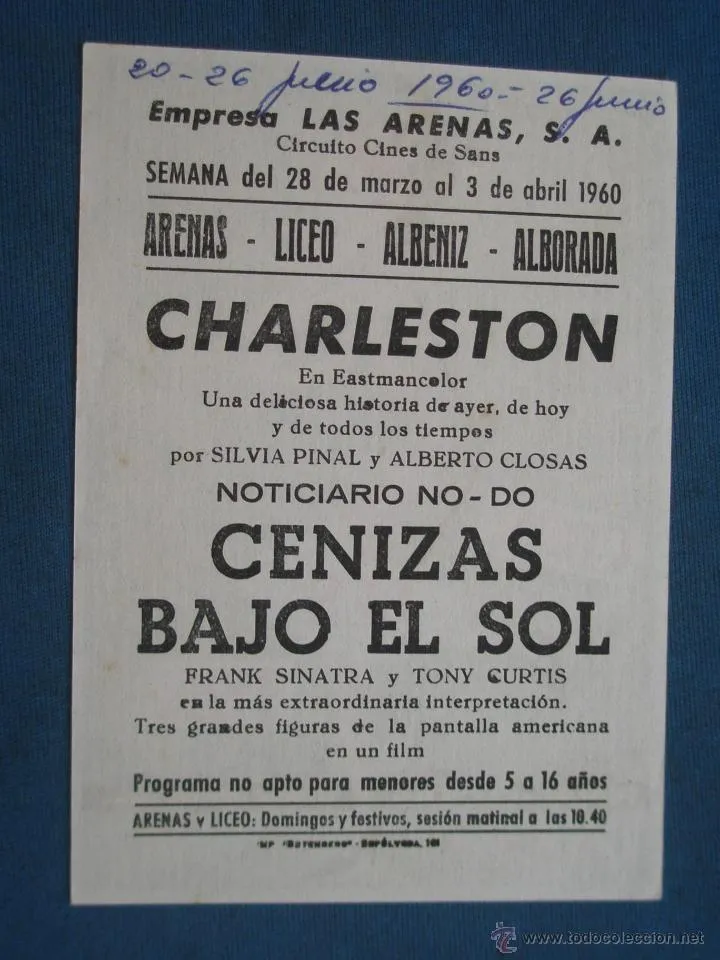 20 - 26 junio 1960 - 26 junio
Empresa LAS ARENAS, S. A.
Circuito Cines de Sans
SEMANA del 28 de marzo al 3 de abril 1960
ARENAS - LICEO - ALBENIZ - ALBORADA
CHARLESTON
En Eastmancolor
Una deliciosa historia de ayer, de hoy
y de todos los tiempos
por SILVIA PINAL y ALBERTO CLOSAS
NOTICIARIO NO-DO
CENIZAS
BAJO EL SOL
FRANK SINATRA y TONY CURTIS
en la más extraordinaria interpretación.
Tres grandes figuras de la pantalla americana
en un film
Programa no apto para menores desde 5 a 16 años
ARENAS y LICEO: Domingos y festivos, sesión matinal a las 10.40
www.todocoleccion.net